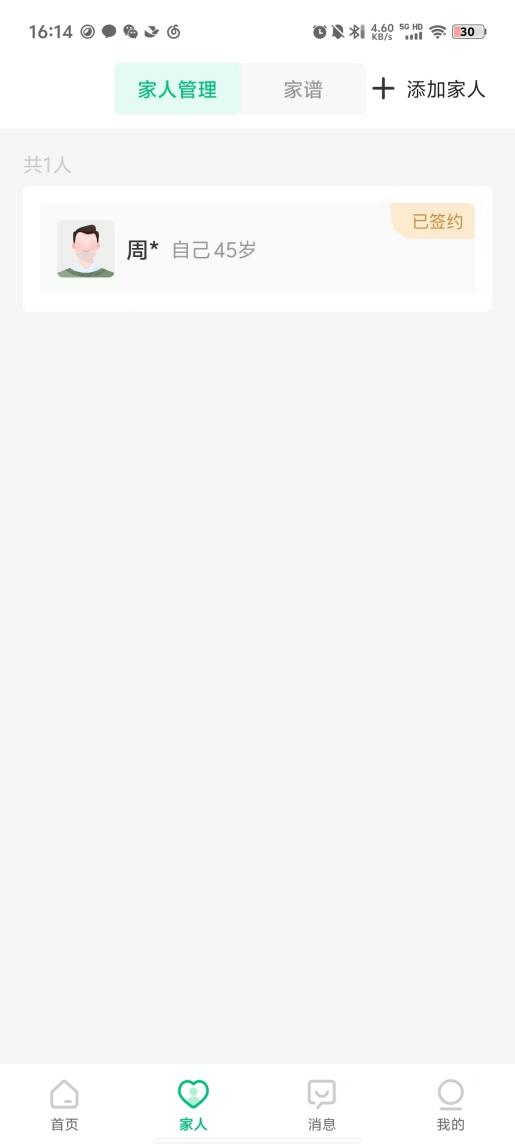 16:14 4.60 KB/s 5G HD 30
家人管理 家谱 添加家人
共1人
已签约
周* 自己 45岁
首页 家人 消息 我的